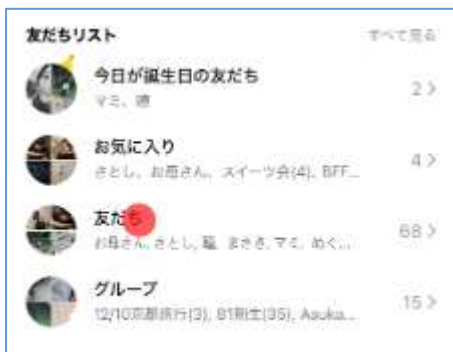 友だちリスト すべて見る
今日が誕生日の友だち
マミ、 2 >
お気に入り
さとし、お母さん、スイーツ会(4), BFF... 4 >
友だち
お母さん, さとし, まさき, マミ, めぐ... 68 >
グループ
12/10京都旅行(3), 81期生(35), Asuka... 15 >